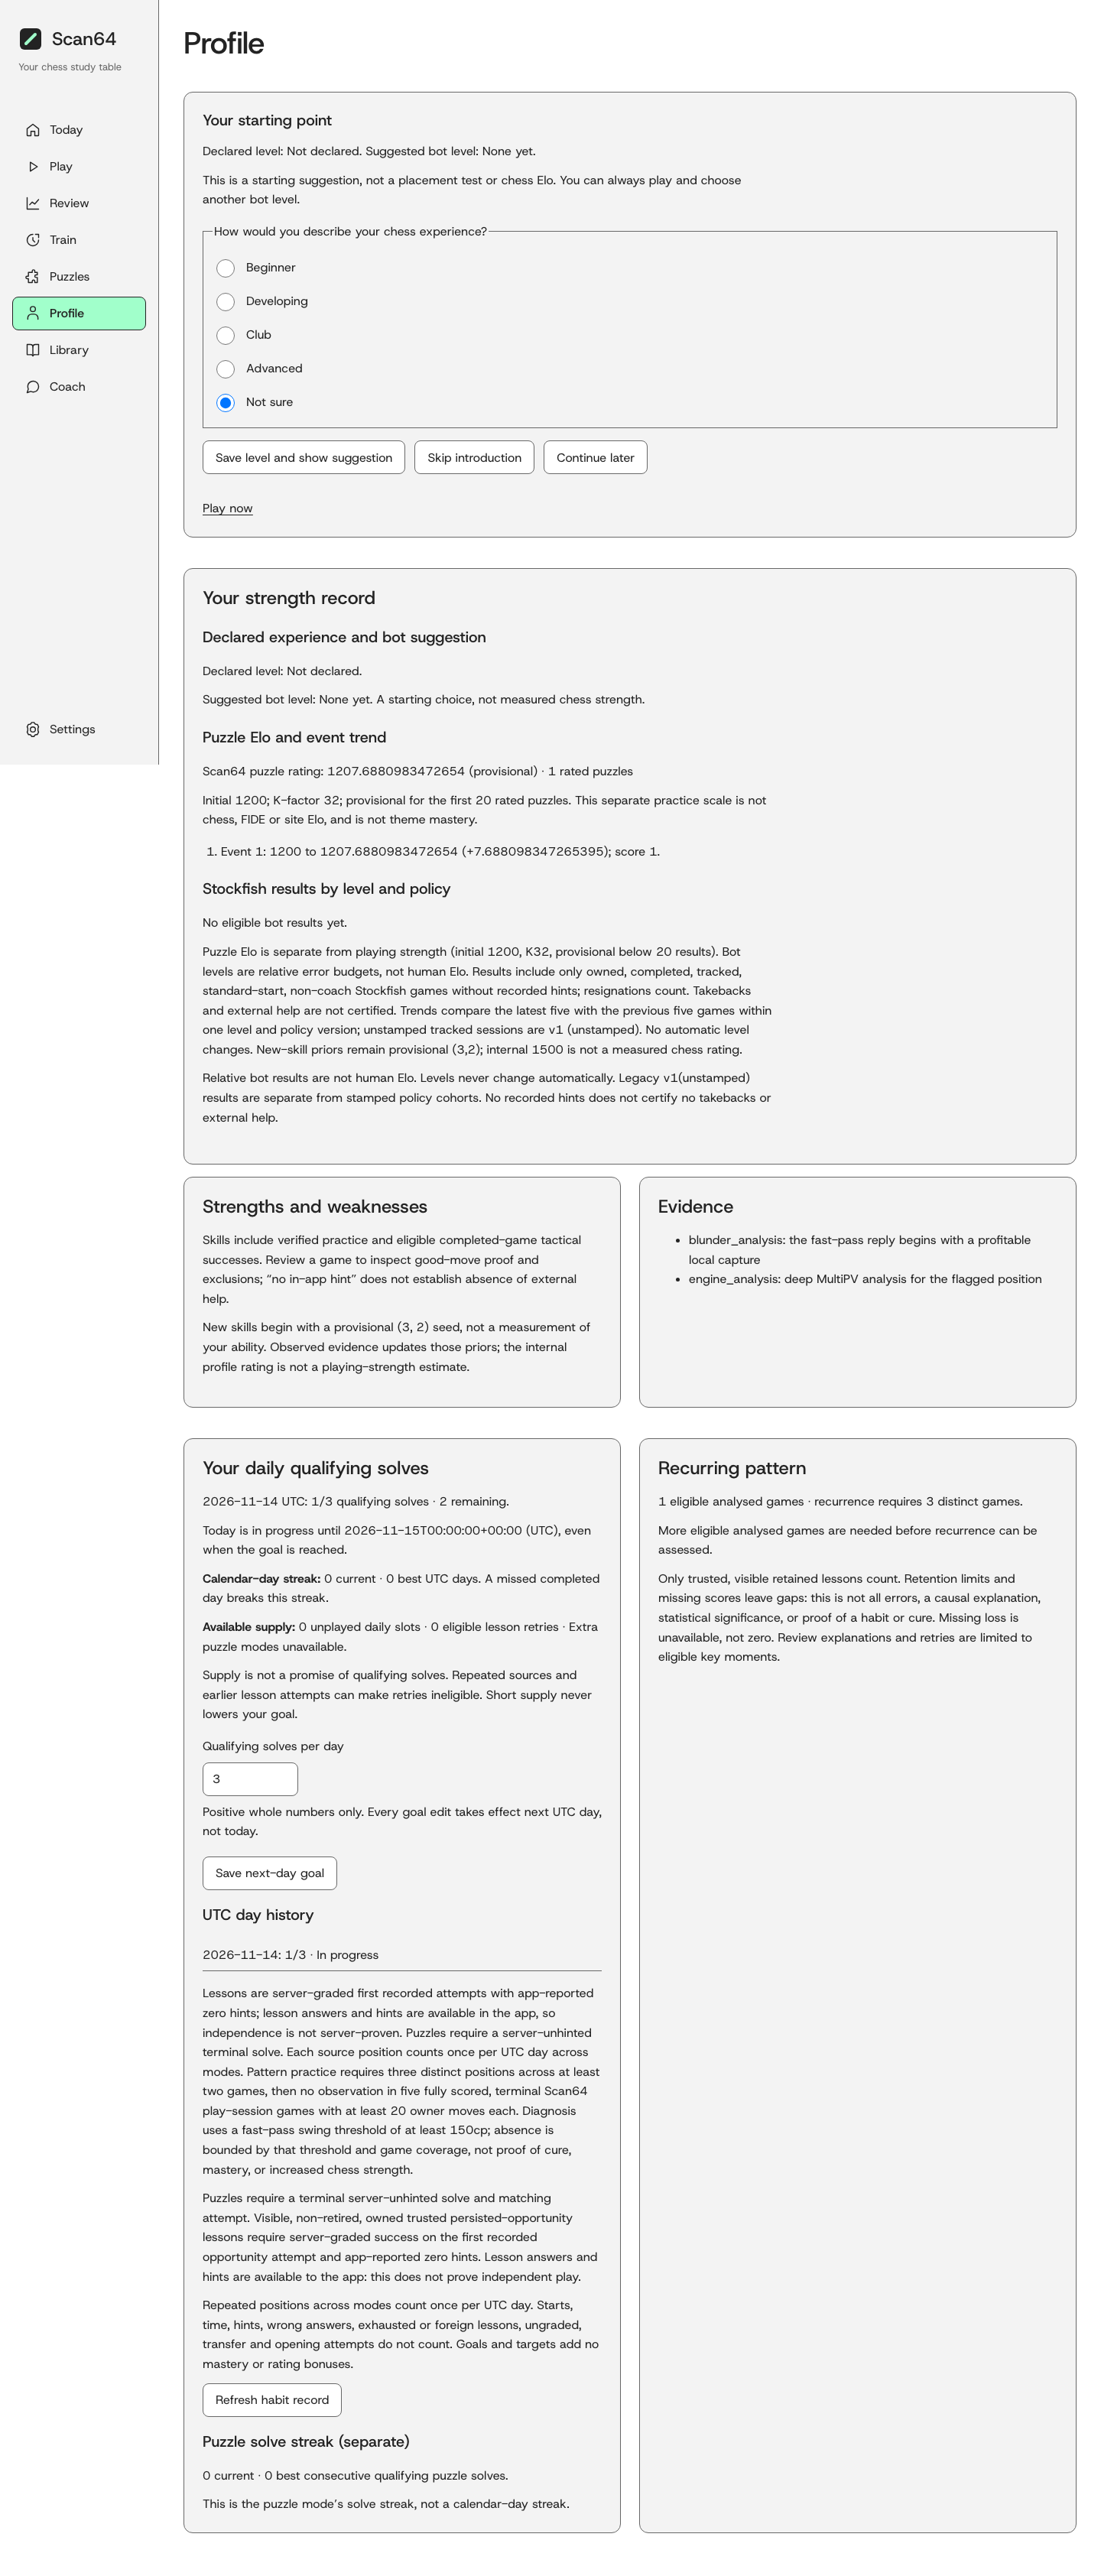 Scan64
Your chess study table
Today
Play
Review
Train
Puzzles
Profile
Library
Coach
Settings
Profile
Your starting point
Declared level: Not declared. Suggested bot level: None yet.
This is a starting suggestion, not a placement test or chess Elo. You can always play and choose
another bot level.
How would you describe your chess experience?
Beginner
Developing
Club
Advanced
Not sure
Save level and show suggestion
Skip introduction
Continue later
Play now
Your strength record
Declared experience and bot suggestion
Declared level: Not declared.
Suggested bot level: None yet. A starting choice, not measured chess strength.
Puzzle Elo and event trend
Scan64 puzzle rating: 1207.6880983472654 (provisional) · 1 rated puzzles
Initial 1200; K-factor 32; provisional for the first 20 rated puzzles. This separate practice scale is not
chess, FIDE or site Elo, and is not theme mastery.
1. Event 1: 1200 to 1207.6880983472654 (+7.688098347265395); score 1.
Stockfish results by level and policy
No eligible bot results yet.
Puzzle Elo is separate from playing strength (initial 1200, K32, provisional below 20 results). Bot
levels are relative error budgets, not human Elo. Results include only owned, completed, tracked,
standard-start, non-coach Stockfish games without recorded hints; resignations count. Takebacks
and external help are not certified. Trends compare the latest five with the previous five games within
one level and policy version; unstamped tracked sessions are v1 (unstamped). No automatic level
changes. New-skill priors remain provisional (3,2); internal 1500 is not a measured chess rating.
Relative bot results are not human Elo. Levels never change automatically. Legacy v1(unstamped)
results are separate from stamped policy cohorts. No recorded hints does not certify no takebacks or
external help.
Strengths and weaknesses
Skills include verified practice and eligible completed-game tactical
successes. Review a game to inspect good-move proof and
exclusions; “no in-app hint” does not establish absence of external
help.
New skills begin with a provisional (3, 2) seed, not a measurement of
your ability. Observed evidence updates those priors; the internal
profile rating is not a playing-strength estimate.
Evidence
• blunder_analysis: the fast-pass reply begins with a profitable
local capture
• engine_analysis: deep MultiPV analysis for the flagged position
Your daily qualifying solves
2026-11-14 UTC: 1/3 qualifying solves · 2 remaining.
Today is in progress until 2026-11-15T00:00:00+00:00 (UTC), even
when the goal is reached.
Calendar-day streak: 0 current · 0 best UTC days. A missed completed
day breaks this streak.
Available supply: 0 unplayed daily slots · 0 eligible lesson retries · Extra
puzzle modes unavailable.
Supply is not a promise of qualifying solves. Repeated sources and
earlier lesson attempts can make retries ineligible. Short supply never
lowers your goal.
Qualifying solves per day
3
Positive whole numbers only. Every goal edit takes effect next UTC day,
not today.
Save next-day goal
UTC day history
2026-11-14: 1/3 · In progress
Lessons are server-graded first recorded attempts with app-reported
zero hints; lesson answers and hints are available in the app, so
independence is not server-proven. Puzzles require a server-unhinted
terminal solve. Each source position counts once per UTC day across
modes. Pattern practice requires three distinct positions across at least
two games, then no observation in five fully scored, terminal Scan64
play-session games with at least 20 owner moves each. Diagnosis
uses a fast-pass swing threshold of at least 150cp; absence is
bounded by that threshold and game coverage, not proof of cure,
mastery, or increased chess strength.
Puzzles require a terminal server-unhinted solve and matching
attempt. Visible, non-retired, owned trusted persisted-opportunity
lessons require server-graded success on the first recorded
opportunity attempt and app-reported zero hints. Lesson answers and
hints are available to the app: this does not prove independent play.
Repeated positions across modes count once per UTC day. Starts,
time, hints, wrong answers, exhausted or foreign lessons, ungraded,
transfer and opening attempts do not count. Goals and targets add no
mastery or rating bonuses.
Refresh habit record
Puzzle solve streak (separate)
0 current · 0 best consecutive qualifying puzzle solves.
This is the puzzle mode’s solve streak, not a calendar-day streak.
Recurring pattern
1 eligible analysed games · recurrence requires 3 distinct games.
More eligible analysed games are needed before recurrence can be
assessed.
Only trusted, visible retained lessons count. Retention limits and
missing scores leave gaps: this is not all errors, a causal explanation,
statistical significance, or proof of a habit or cure. Missing loss is
unavailable, not zero. Review explanations and retries are limited to
eligible key moments.